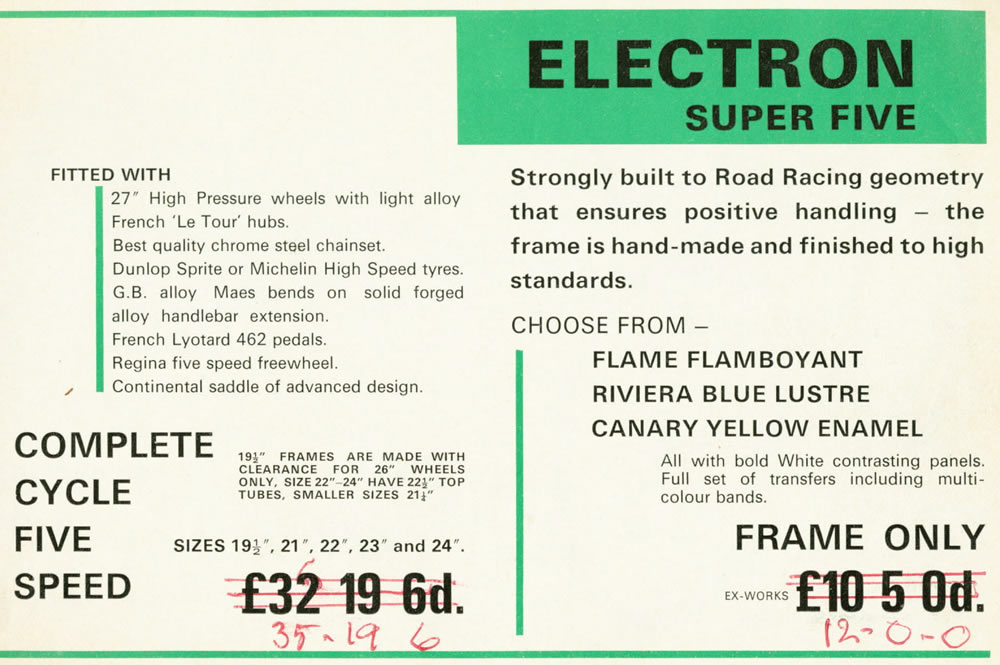 ELECTRON
SUPER FIVE
FITTED WITH
27″ High Pressure wheels with light alloy
French ‘Le Tour’ hubs.
Best quality chrome steel chainset.
Dunlop Sprite or Michelin High Speed tyres.
G.B. alloy Maes bends on solid forged
alloy handlebar extension.
French Lyotard 462 pedals.
Regina five speed freewheel.
Continental saddle of advanced design.
COMPLETE
CYCLE
FIVE
SPEED
19½″ FRAMES ARE MADE WITH
CLEARANCE FOR 26″ WHEELS
ONLY, SIZE 22″–24″ HAVE 22½″ TOP
TUBES, SMALLER SIZES 21¼″
SIZES 19½″, 21″, 22″, 23″ and 24″.
£32 19 6d.
35-19 6
Strongly built to Road Racing geometry
that ensures positive handling – the
frame is hand-made and finished to high
standards.
CHOOSE FROM –
FLAME FLAMBOYANT
RIVIERA BLUE LUSTRE
CANARY YELLOW ENAMEL
All with bold White contrasting panels.
Full set of transfers including multi-
colour bands.
FRAME ONLY
EX-WORKS £10 5 0d.
12-0-0